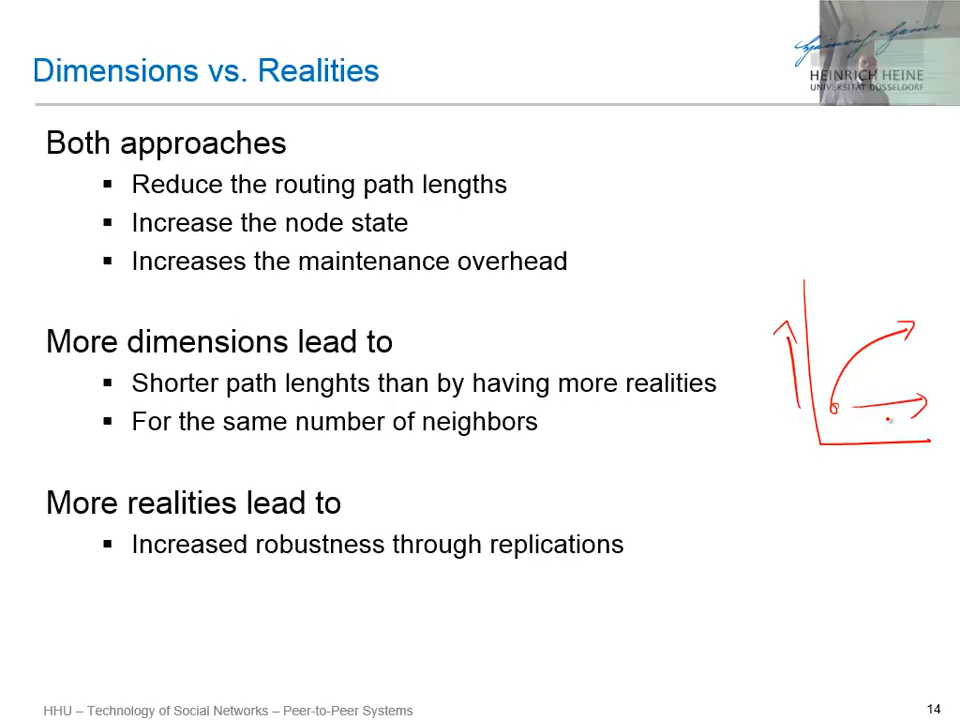 Dimensions vs. Realities
Heinrich Heine
HEINRICH HEINE
UNIVERSITÄT DÜSSELDORF
Both approaches
▪ Reduce the routing path lengths
▪ Increase the node state
▪ Increases the maintenance overhead
More dimensions lead to
▪ Shorter path lenghts than by having more realities
▪ For the same number of neighbors
More realities lead to
▪ Increased robustness through replications
HHU – Technology of Social Networks – Peer-to-Peer Systems
14